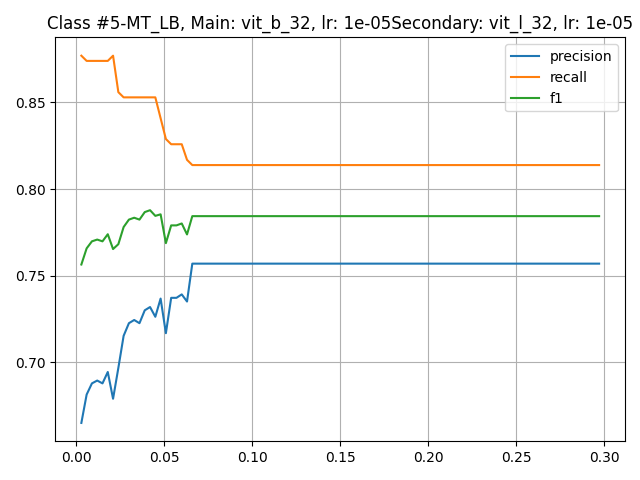 Class #5-MT_LB, Main: vit_b_32, lr: 1e-05Secondary: vit_l_32, lr: 1e-05
precision
recall
f1
0.85
0.80
0.75
0.70
0.00 0.05 0.10 0.15 0.20 0.25 0.30